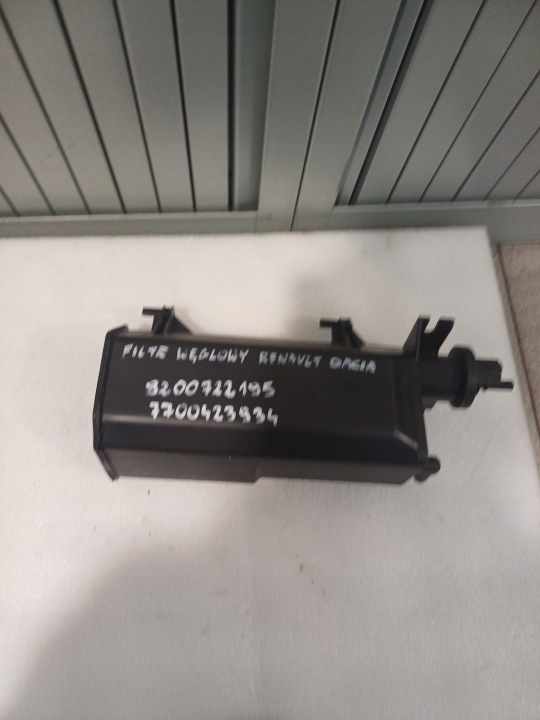 FILTR WĘGLOWY RENAULT DACIA
8200722195
7700423934